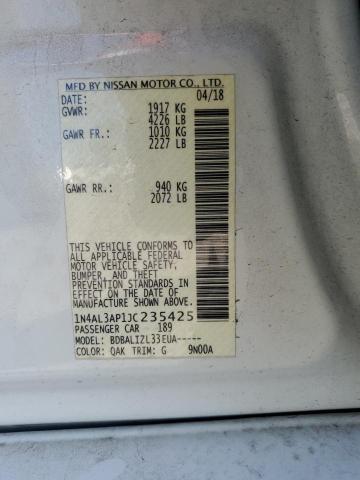 MFD BY NISSAN MOTOR CO., LTD.
DATE: 04/18
GVWR: 1917 KG
4226 LB
GAWR FR.: 1010 KG
2227 LB
GAWR RR.: 940 KG
2072 LB
THIS VEHICLE CONFORMS TO
ALL APPLICABLE FEDERAL
MOTOR VEHICLE SAFETY,
BUMPER, AND THEFT
PREVENTION STANDARDS
IN EFFECT ON THE DATE OF
MANUFACTURE SHOWN ABOVE.
1N4AL3AP1JC235425
PASSENGER CAR 189
MODEL: BDBALIZL33EUA-----
COLOR: QAK TRIM: G 9N00A